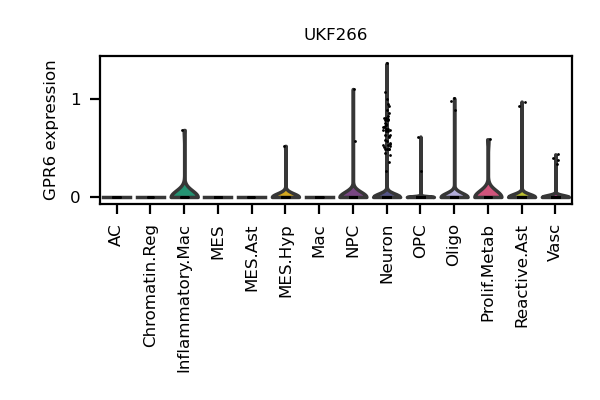 UKF266
GPR6 expression
1
0
AC
Chromatin.Reg
Inflammatory.Mac
MES
MES.Ast
MES.Hyp
Mac
NPC
Neuron
OPC
Oligo
Prolif.Metab
Reactive.Ast
Vasc